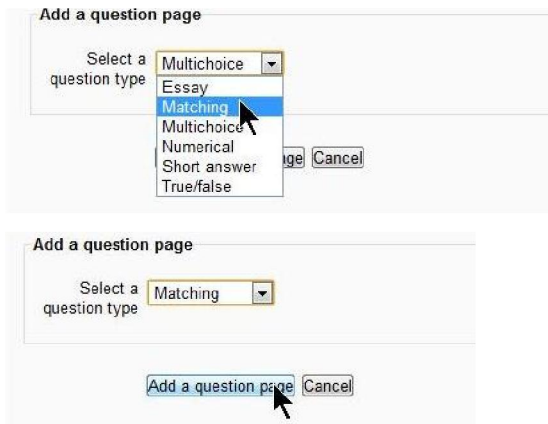 Add a question page
Select a
question type
Multichoice
Essay
Matching
Multichoice
Numerical
Short answer
True/false
Cancel
Add a question page
Select a
question type
Matching
Add a question page Cancel